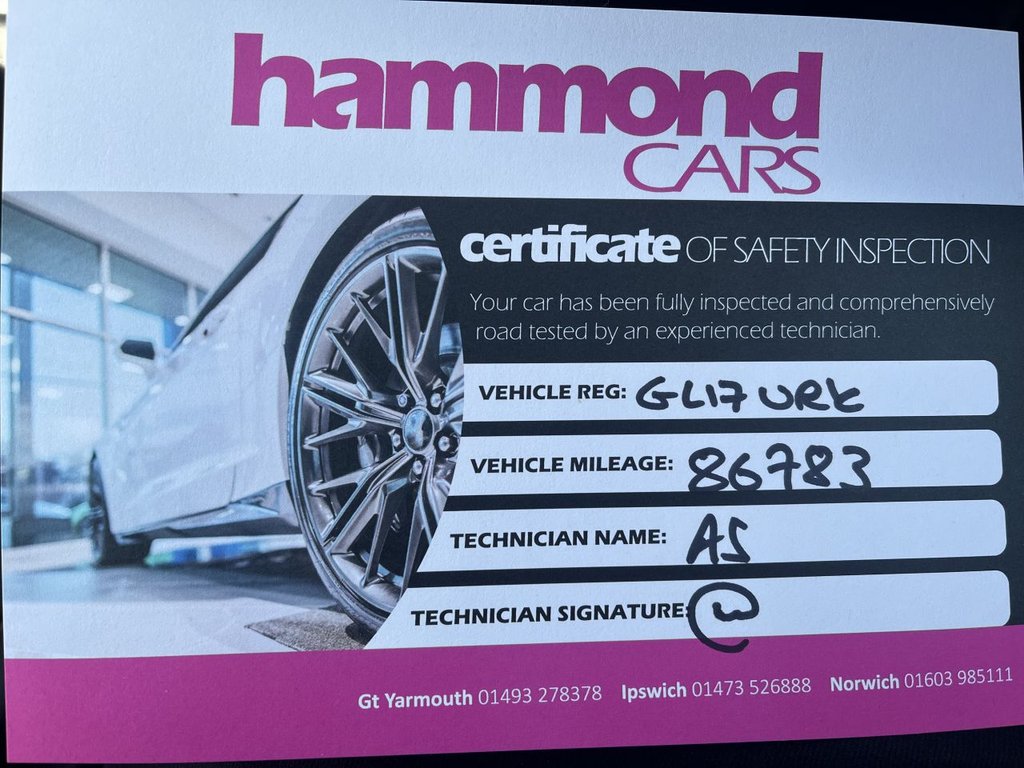 hammond
CARS
certificate OF SAFETY INSPECTION
Your car has been fully inspected and comprehensively
road tested by an experienced technician.
VEHICLE REG: GL17 URK
VEHICLE MILEAGE: 86783
TECHNICIAN NAME: AS
TECHNICIAN SIGNATURE:
Gt Yarmouth 01493 278378 Ipswich 01473 526888 Norwich 01603 985111